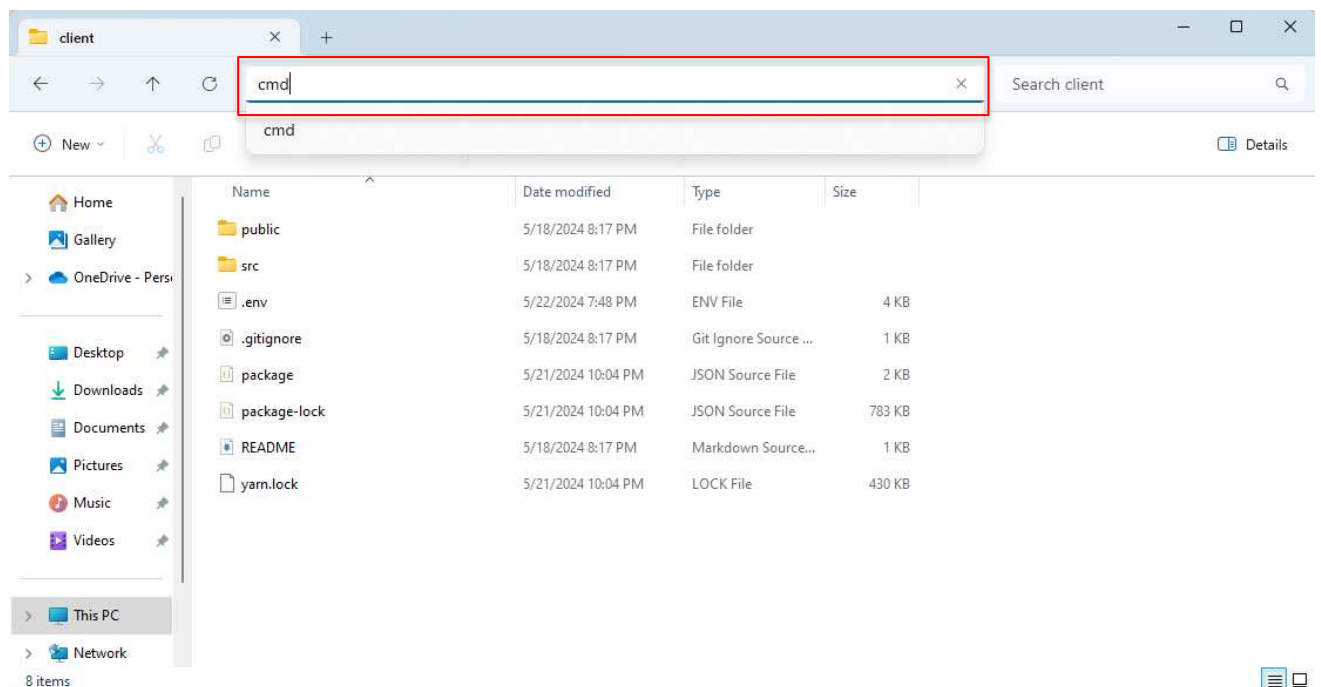 client
cmd
Search client
New
cmd
Details
Name Date modified Type Size
Home
Gallery
OneDrive - Pers
Desktop
Downloads
Documents
Pictures
Music
Videos
This PC
Network
public 5/18/2024 8:17 PM File folder
src 5/18/2024 8:17 PM File folder
.env 5/22/2024 7:48 PM ENV File 4 KB
.gitignore 5/18/2024 8:17 PM Git Ignore Source ... 1 KB
package 5/21/2024 10:04 PM JSON Source File 2 KB
package-lock 5/21/2024 10:04 PM JSON Source File 783 KB
README 5/18/2024 8:17 PM Markdown Source... 1 KB
yarn.lock 5/21/2024 10:04 PM LOCK File 430 KB
8 items